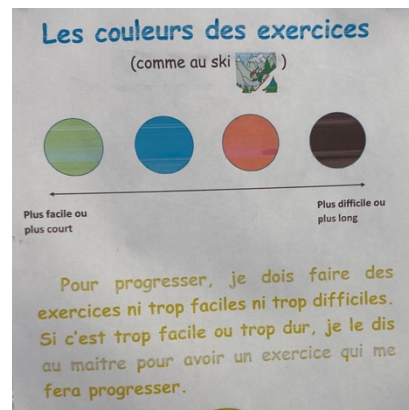 Les couleurs des exercices
(comme au ski )
Plus facile ou
plus court
Plus difficile ou
plus long
Pour progresser, je dois faire des
exercices ni trop faciles ni trop difficiles.
Si c'est trop facile ou trop dur, je le dis
au maitre pour avoir un exercice qui me
fera progresser.